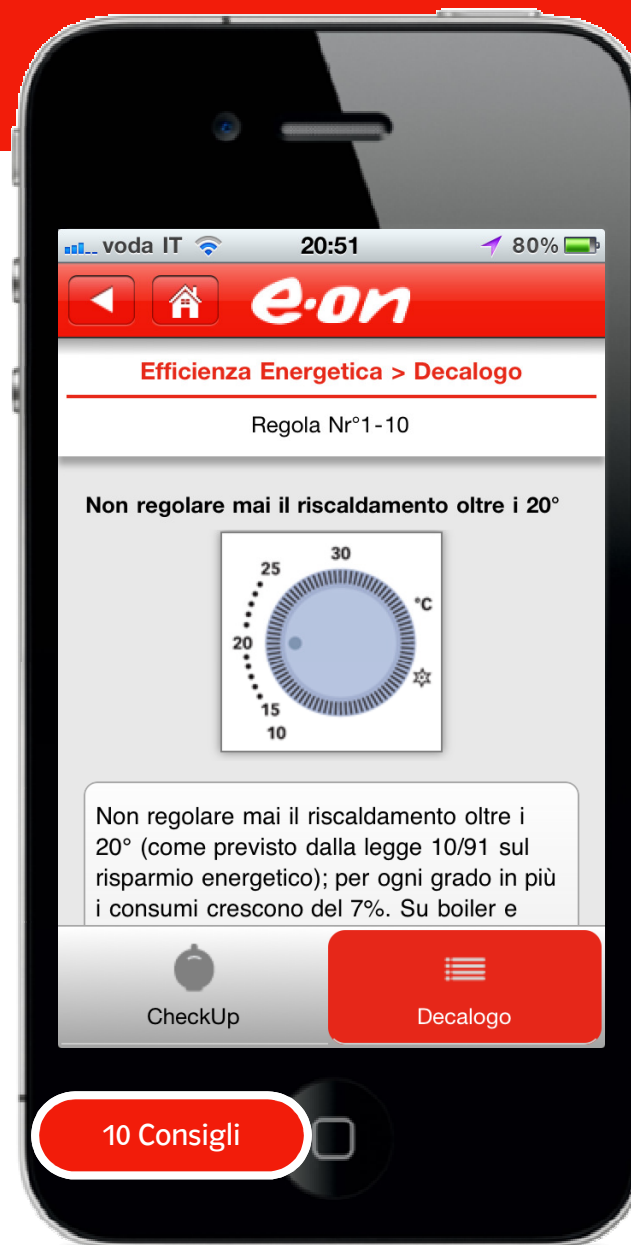 voda IT 20:51 80%
e·on
Efficienza Energetica > Decalogo
Regola Nr°1-10
Non regolare mai il riscaldamento oltre i 20°
30
25
°C
20
15
10
Non regolare mai il riscaldamento oltre i
20° (come previsto dalla legge 10/91 sul
risparmio energetico); per ogni grado in più
i consumi crescono del 7%. Su boiler e
CheckUp Decalogo
10 Consigli